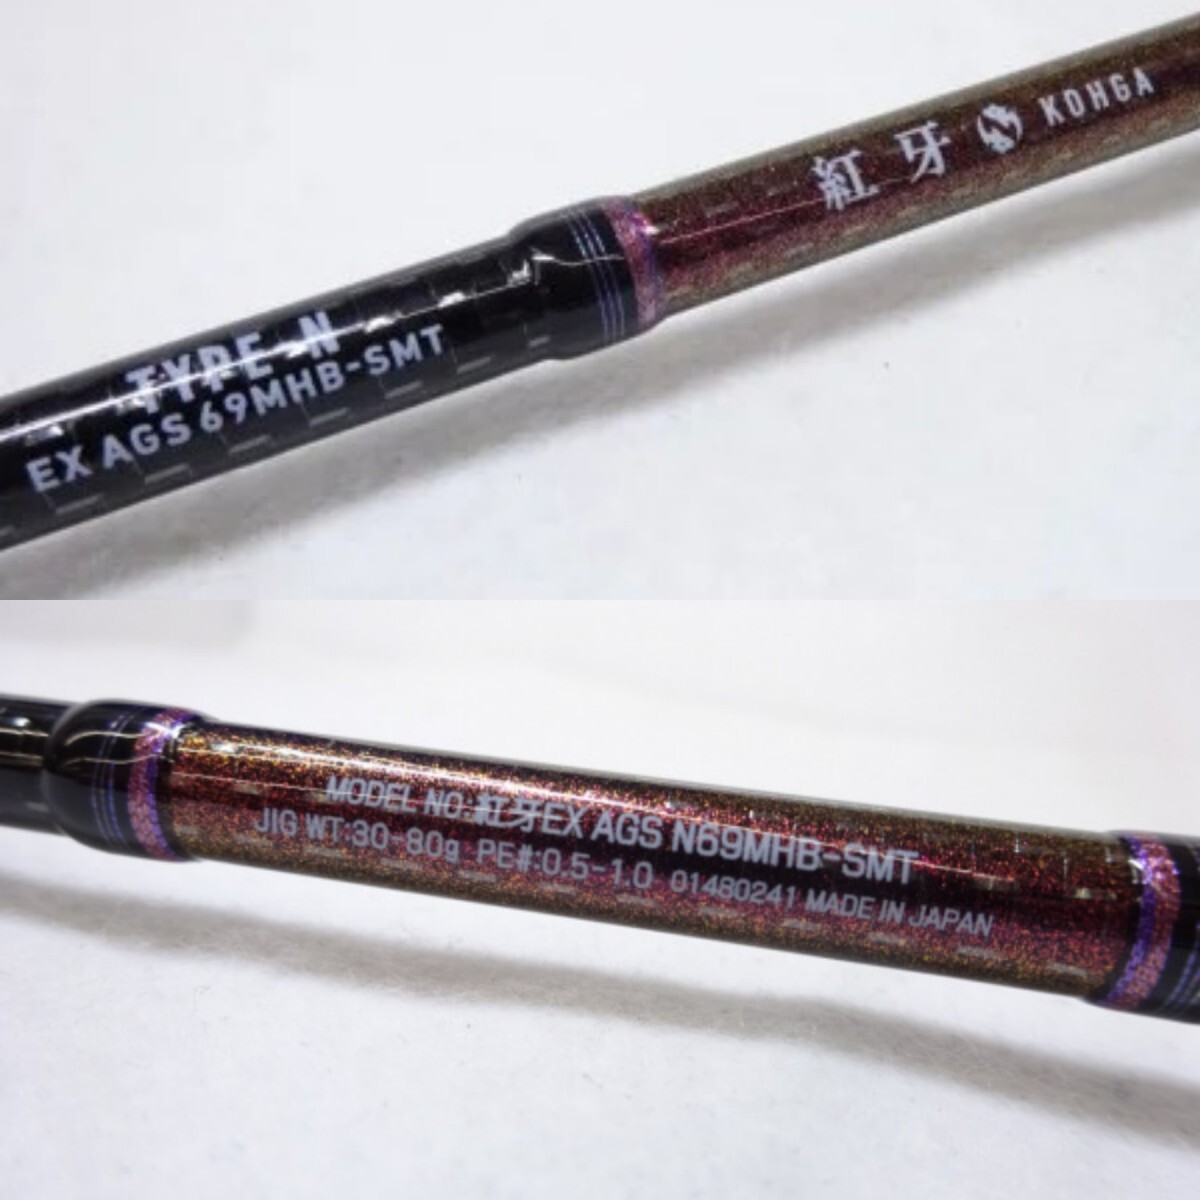 紅牙 KOHGA
TYPE-N
EX AGS 69MHB-SMT
MODEL NO:紅牙EX AGS N69MHB-SMT
JIG WT:30-80g PE#:0.5-1.0 01480241 MADE IN JAPAN